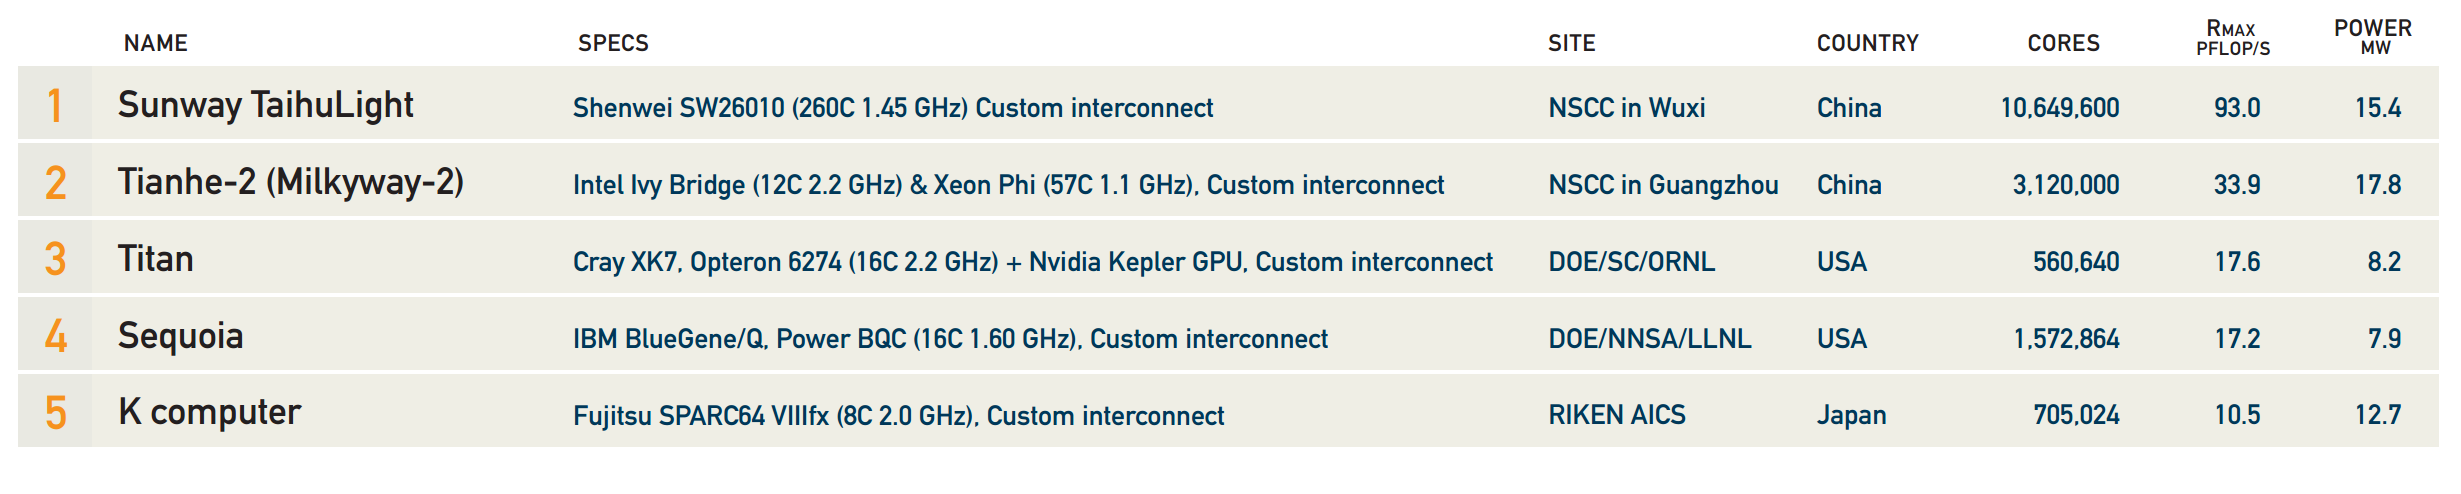 NAME SPECS SITE COUNTRY CORES RMAX PFLOP/S POWER MW
1 Sunway TaihuLight Shenwei SW26010 (260C 1.45 GHz) Custom interconnect NSCC in Wuxi China 10,649,600 93.0 15.4
2 Tianhe-2 (Milkyway-2) Intel Ivy Bridge (12C 2.2 GHz) & Xeon Phi (57C 1.1 GHz), Custom interconnect NSCC in Guangzhou China 3,120,000 33.9 17.8
3 Titan Cray XK7, Opteron 6274 (16C 2.2 GHz) + Nvidia Kepler GPU, Custom interconnect DOE/SC/ORNL USA 560,640 17.6 8.2
4 Sequoia IBM BlueGene/Q, Power BQC (16C 1.60 GHz), Custom interconnect DOE/NNSA/LLNL USA 1,572,864 17.2 7.9
5 K computer Fujitsu SPARC64 VIIIfx (8C 2.0 GHz), Custom interconnect RIKEN AICS Japan 705,024 10.5 12.7